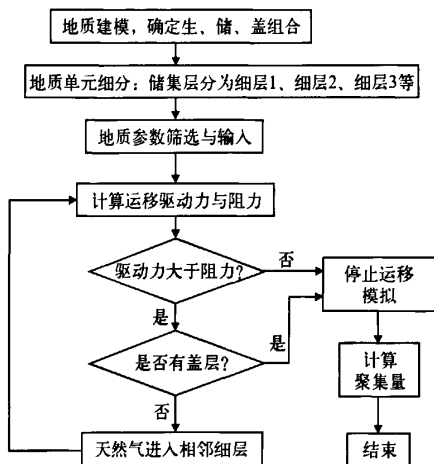 地质建模，确定生、储、盖组合
地质单元细分：储集层分为细层1、细层2、细层3等
地质参数筛选与输入
计算运移驱动力与阻力
驱动力大于阻力?
否
停止运移
模拟
是
是
是否有盖层?
计算
聚集量
否
天然气进入相邻细层
结束